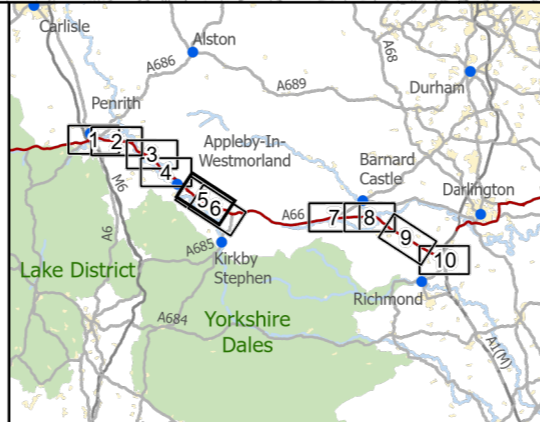 Carlisle
Alston
A686
A68
A689
Durham
Penrith
1
2
3
4
5
6
Appleby-In-
Westmorland
Barnard
Castle
Darlington
M6
A6
A66
7
8
9
10
A685
Kirkby
Stephen
Lake District
Richmond
A684
Yorkshire
Dales
A1(M)